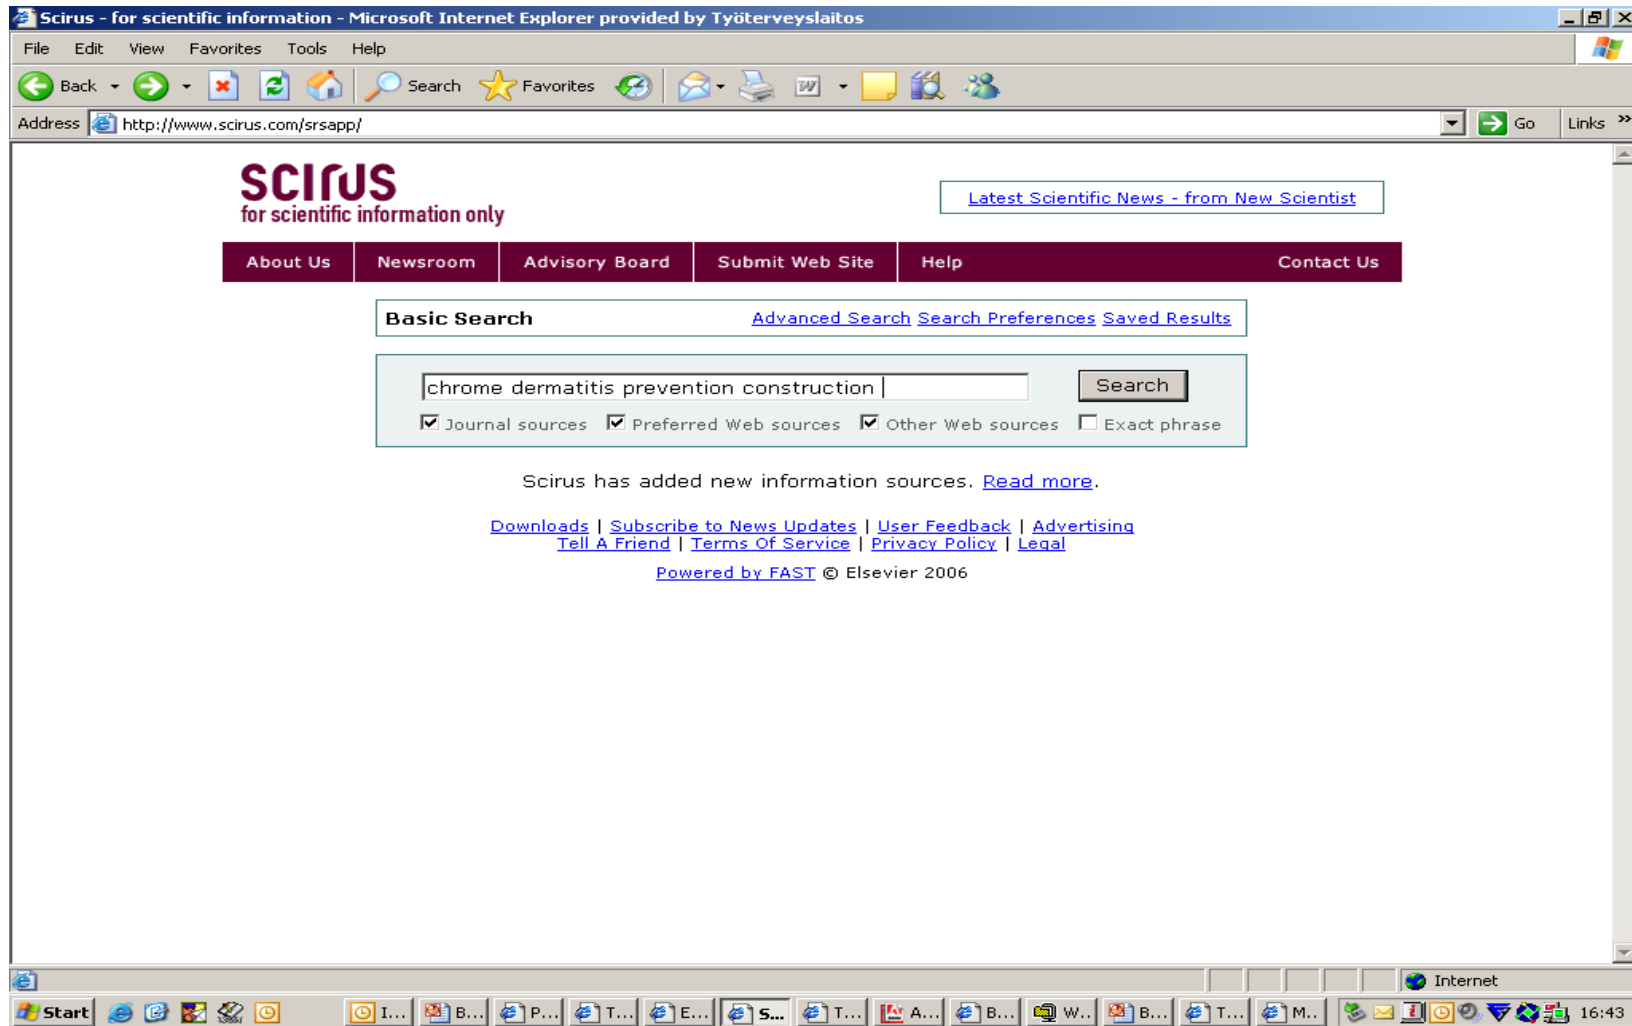 Scirus - for scientific information - Microsoft Internet Explorer provided by Työterveyslaitos
File Edit View Favorites Tools Help
Back Search Favorites
Address http://www.scirus.com/srsapp/ Go Links »
scirus
for scientific information only
Latest Scientific News - from New Scientist
About Us Newsroom Advisory Board Submit Web Site Help Contact Us
Basic Search Advanced Search Search Preferences Saved Results
chrome dermatitis prevention construction Search
Journal sources Preferred Web sources Other Web sources Exact phrase
Scirus has added new information sources. Read more.
Downloads | Subscribe to News Updates | User Feedback | Advertising
Tell A Friend | Terms Of Service | Privacy Policy | Legal
Powered by FAST © Elsevier 2006
Internet
Start I... B... P... T... E... S... T... A... B... W... B... T... M... 16:43